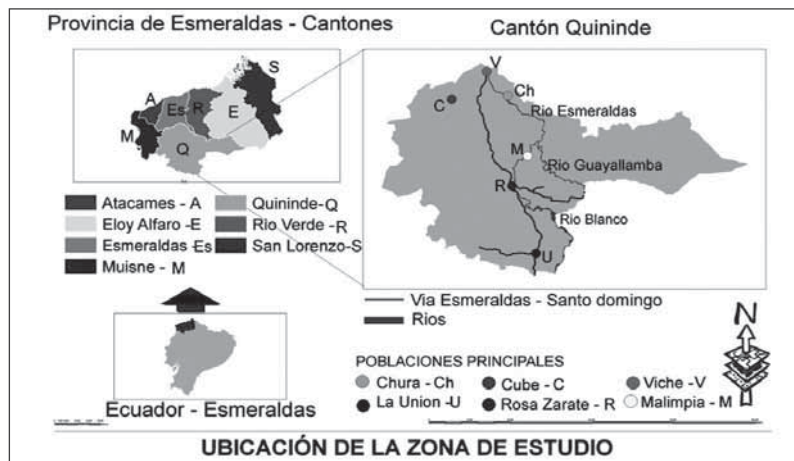 Provincia de Esmeraldas - Cantones
Cantón Quininde
S
A
Es
R
E
M
Q
V
Ch
C
Rio Esmeraldas
M
Rio Guayallamba
R
Rio Blanco
U
Atacames - A
Quininde-Q
Eloy Alfaro - E
Rio Verde - R
Esmeraldas - Es
San Lorenzo-S
Muisne - M
Via Esmeraldas - Santo domingo
Rios
N
Ecuador - Esmeraldas
POBLACIONES PRINCIPALES
Chura - Ch
Cube - C
Viche -V
La Union -U
Rosa Zarate - R
Malimpia - M
UBICACIÓN DE LA ZONA DE ESTUDIO